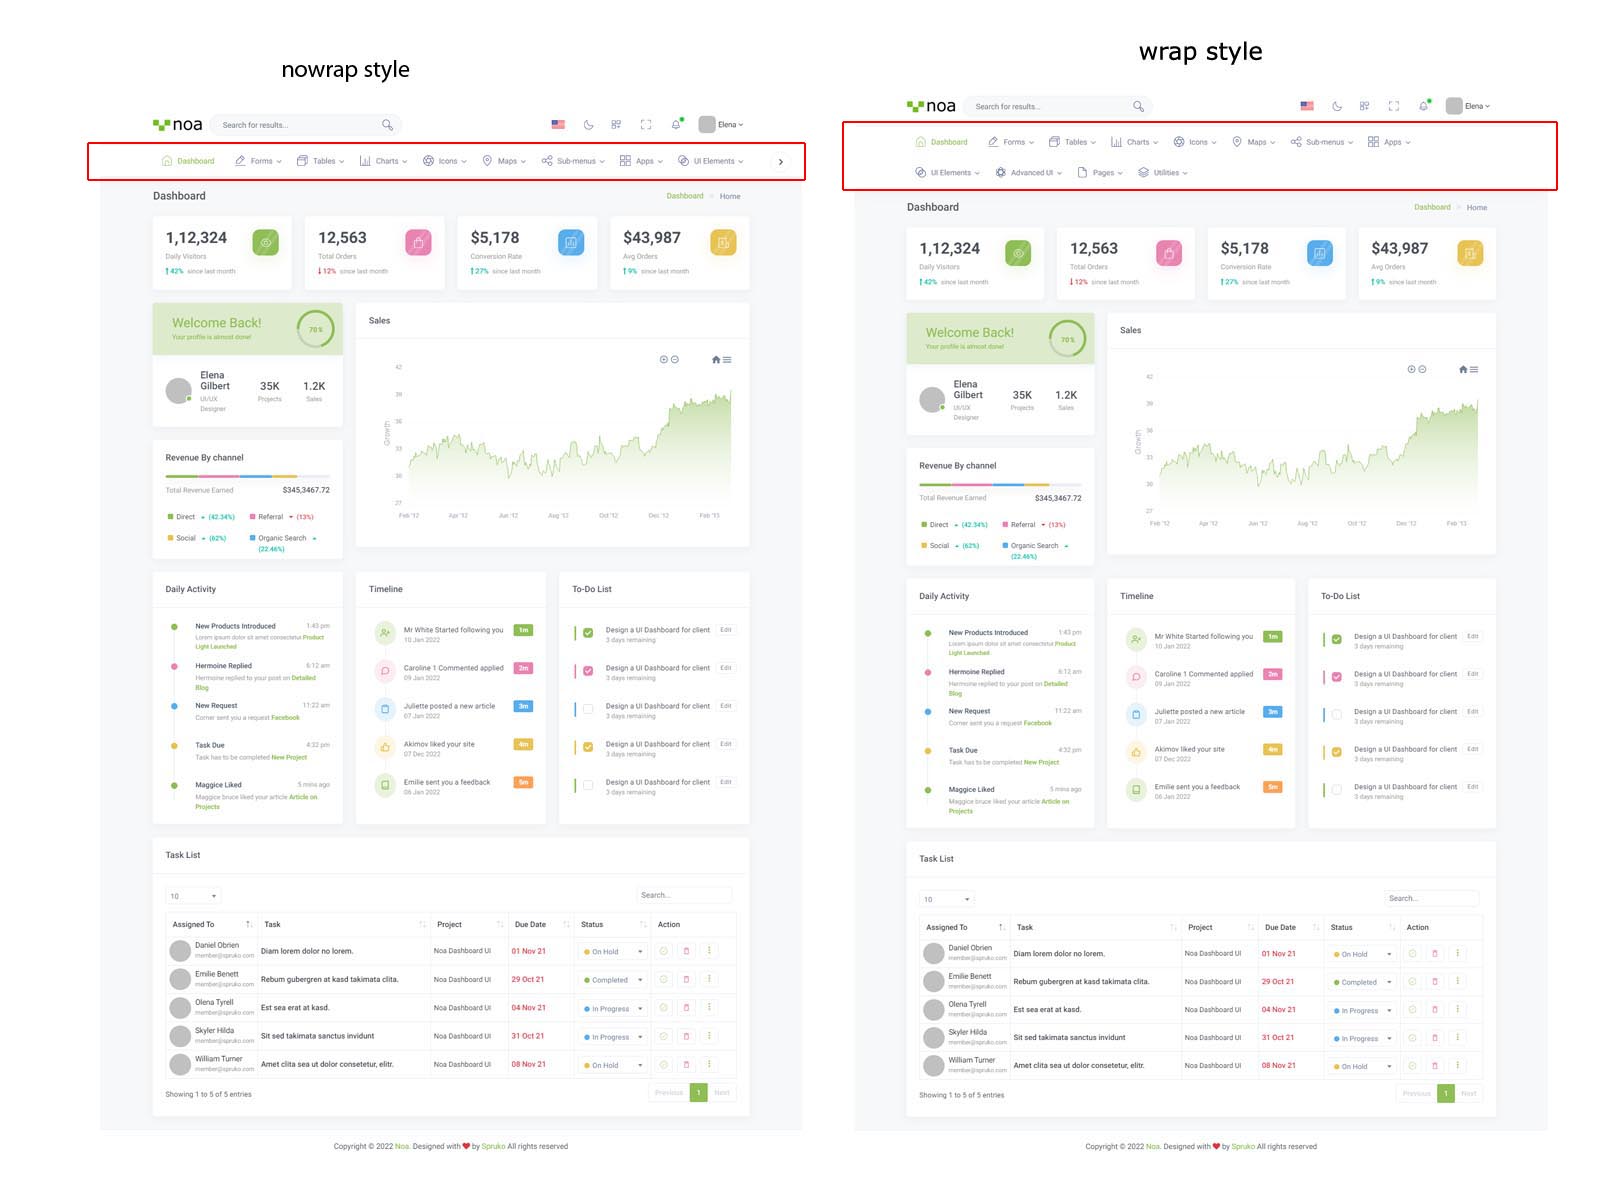 nowrap style
noa Search for results... Elena
Dashboard Forms Tables Charts Icons Maps Sub-menus Apps UI Elements
Dashboard
Dashboard » Home
1,12,324
Daily Visitors
42% since last month
12,563
Total Orders
12% since last month
$5,178
Conversion Rate
27% since last month
$43,987
Avg Orders
9% since last month
Welcome Back!
Your profile is almost done!
70%
Elena
Gilbert
UI/UX
Designer
35K
Projects
1.2K
Sales
Revenue By channel
Total Revenue Earned $345,3467.72
Direct (42.34%) Referral (13%)
Social (62%) Organic Search
(22.46%)
Sales
Growth
42
39
36
33
30
27
Feb '12 Apr '12 Jun '12 Aug '12 Oct '12 Dec '12 Feb '13
Daily Activity
New Products Introduced 1:43 pm
Lorem ipsum dolor sit amet consectetur Product
Light Launched
Hermoine Replied 6:12 am
Hermoine replied to your post on Detailed
Blog
New Request 11:22 am
Corner sent you a request Facebook
Task Due 4:32 pm
Task has to be completed New Project
Maggice Liked 5 mins ago
Maggice bruce liked your article Article on
Projects
Timeline
Mr White Started following you 1m
10 Jan 2022
Caroline 1 Commented applied 2m
09 Jan 2022
Juliette posted a new article 3m
07 Jan 2022
Akimov liked your site 4m
07 Dec 2022
Emilie sent you a feedback 5m
06 Jan 2022
To-Do List
Design a UI Dashboard for client Edit
3 days remaining
Design a UI Dashboard for client Edit
3 days remaining
Design a UI Dashboard for client Edit
3 days remaining
Design a UI Dashboard for client Edit
3 days remaining
Design a UI Dashboard for client Edit
3 days remaining
Task List
10 Search...
Assigned To Task Project Due Date Status Action
Daniel Obrien
member@spruko.com Diam lorem dolor no lorem. Noa Dashboard UI 01 Nov 21 On Hold
Emilie Benett
member@spruko.com Rebum gubergren at kasd takimata clita. Noa Dashboard UI 29 Oct 21 Completed
Olena Tyrell
member@spruko.com Est sea erat at kasd. Noa Dashboard UI 04 Nov 21 In Progress
Skyler Hilda
member@spruko.com Sit sed takimata sanctus invidunt Noa Dashboard UI 31 Oct 21 In Progress
William Turner
member@spruko.com Amet clita sea ut dolor consetetur, elitr. Noa Dashboard UI 08 Nov 21 On Hold
Showing 1 to 5 of 5 entries Previous 1 Next
Copyright © 2022 Noa. Designed with ❤ by Spruko All rights reserved
wrap style
noa Search for results... Elena
Dashboard Forms Tables Charts Icons Maps Sub-menus Apps
UI Elements Advanced UI Pages Utilities
Dashboard
Dashboard » Home
1,12,324
Daily Visitors
42% since last month
12,563
Total Orders
12% since last month
$5,178
Conversion Rate
27% since last month
$43,987
Avg Orders
9% since last month
Welcome Back!
Your profile is almost done!
70%
Elena
Gilbert
UI/UX
Designer
35K
Projects
1.2K
Sales
Revenue By channel
Total Revenue Earned $345,3467.72
Direct (42.34%) Referral (13%)
Social (62%) Organic Search
(22.46%)
Sales
Growth
42
39
36
33
30
27
Feb '12 Apr '12 Jun '12 Aug '12 Oct '12 Dec '12 Feb '13
Daily Activity
New Products Introduced 1:43 pm
Lorem ipsum dolor sit amet consectetur Product
Light Launched
Hermoine Replied 6:12 am
Hermoine replied to your post on Detailed
Blog
New Request 11:22 am
Corner sent you a request Facebook
Task Due 4:32 pm
Task has to be completed New Project
Maggice Liked 5 mins ago
Maggice bruce liked your article Article on
Projects
Timeline
Mr White Started following you 1m
10 Jan 2022
Caroline 1 Commented applied 2m
09 Jan 2022
Juliette posted a new article 3m
07 Jan 2022
Akimov liked your site 4m
07 Dec 2022
Emilie sent you a feedback 5m
06 Jan 2022
To-Do List
Design a UI Dashboard for client Edit
3 days remaining
Design a UI Dashboard for client Edit
3 days remaining
Design a UI Dashboard for client Edit
3 days remaining
Design a UI Dashboard for client Edit
3 days remaining
Design a UI Dashboard for client Edit
3 days remaining
Task List
10 Search...
Assigned To Task Project Due Date Status Action
Daniel Obrien
member@spruko.com Diam lorem dolor no lorem. Noa Dashboard UI 01 Nov 21 On Hold
Emilie Benett
member@spruko.com Rebum gubergren at kasd takimata clita. Noa Dashboard UI 29 Oct 21 Completed
Olena Tyrell
member@spruko.com Est sea erat at kasd. Noa Dashboard UI 04 Nov 21 In Progress
Skyler Hilda
member@spruko.com Sit sed takimata sanctus invidunt Noa Dashboard UI 31 Oct 21 In Progress
William Turner
member@spruko.com Amet clita sea ut dolor consetetur, elitr. Noa Dashboard UI 08 Nov 21 On Hold
Showing 1 to 5 of 5 entries Previous 1 Next
Copyright © 2022 Noa. Designed with ❤ by Spruko All rights reserved